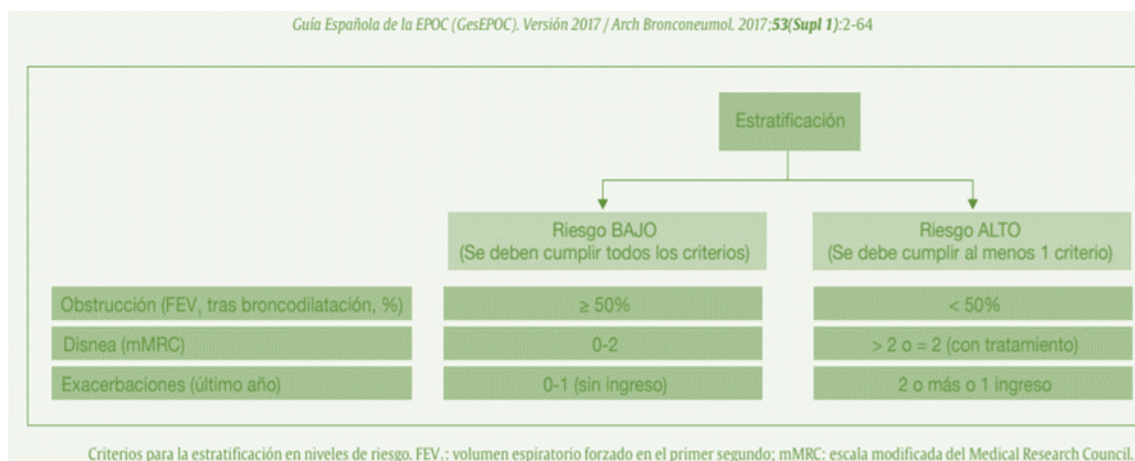 Guía Española de la EPOC (GesEPOC). Versión 2017 / Arch Bronconeumol. 2017;53(Supl 1):2-64
Estratificación
Riesgo BAJO
(Se deben cumplir todos los criterios)
Riesgo ALTO
(Se debe cumplir al menos 1 criterio)
Obstrucción (FEV₁ tras broncodilatación, %)
≥ 50%
< 50%
Disnea (mMRC)
0-2
> 2 o = 2 (con tratamiento)
Exacerbaciones (último año)
0-1 (sin ingreso)
2 o más o 1 ingreso
Criterios para la estratificación en niveles de riesgo. FEV₁: volumen espiratorio forzado en el primer segundo; mMRC: escala modificada del Medical Research Council.